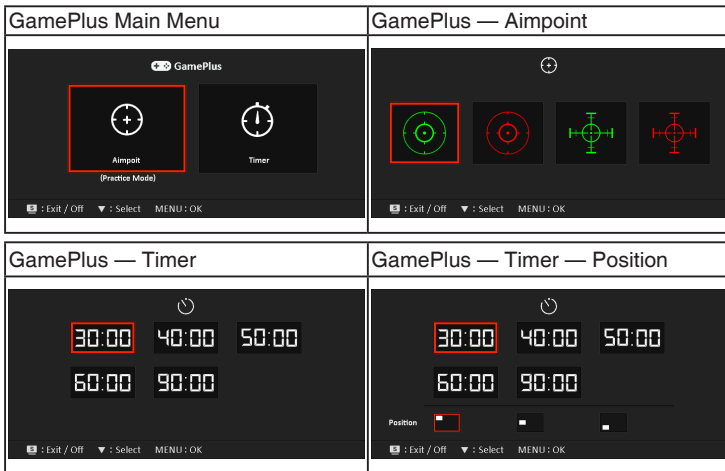 GamePlus Main Menu
GamePlus — Aimpoint
GamePlus
Aimpoit
Timer
(Practice Mode)
S : Exit / Off ▼ : Select MENU : OK
S : Exit / Off ▼ : Select MENU : OK
GamePlus — Timer
GamePlus — Timer — Position
30:00 40:00 50:00
60:00 90:00
S : Exit / Off ▼ : Select MENU : OK
30:00 40:00 50:00
60:00 90:00
Position
S : Exit / Off ▼ : Select MENU : OK